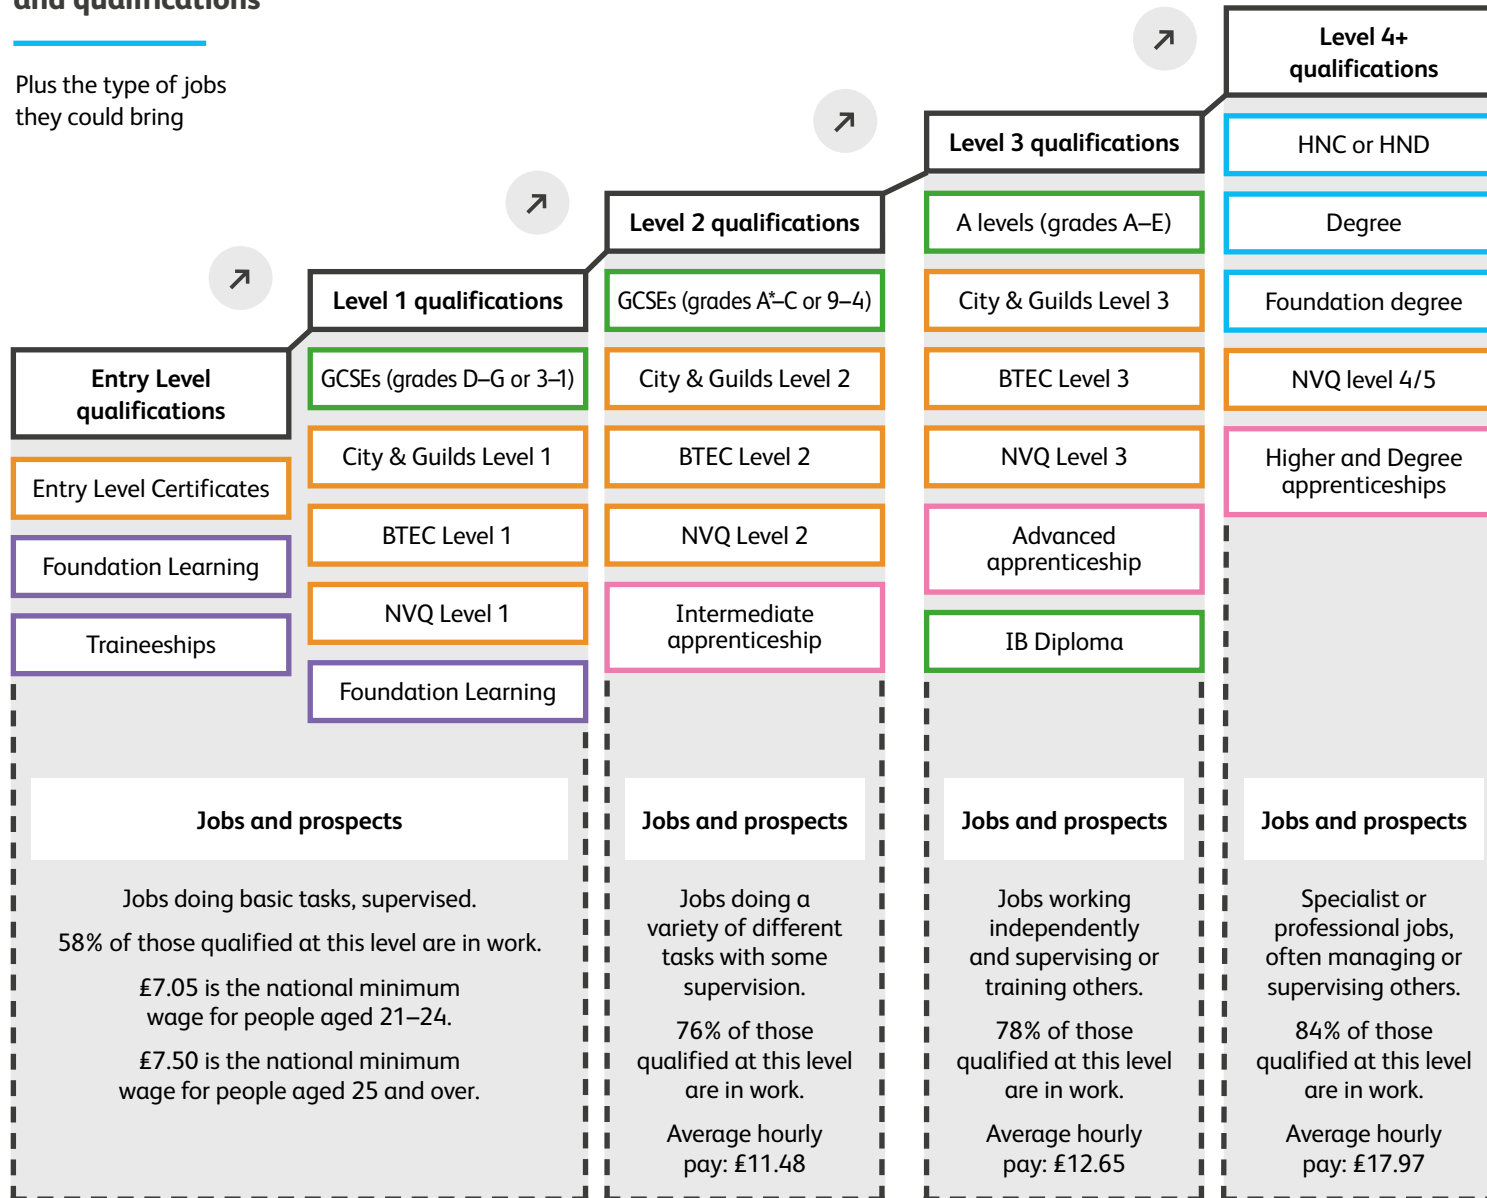 and qualifications
Plus the type of jobs
they could bring
Entry Level
qualifications
Entry Level Certificates
Foundation Learning
Traineeships
Level 1 qualifications
GCSEs (grades D–G or 3–1)
City & Guilds Level 1
BTEC Level 1
NVQ Level 1
Foundation Learning
Jobs and prospects
Jobs doing basic tasks, supervised.
58% of those qualified at this level are in work.
£7.05 is the national minimum
wage for people aged 21–24.
£7.50 is the national minimum
wage for people aged 25 and over.
Level 2 qualifications
GCSEs (grades A*–C or 9–4)
City & Guilds Level 2
BTEC Level 2
NVQ Level 2
Intermediate
apprenticeship
Jobs and prospects
Jobs doing a
variety of different
tasks with some
supervision.
76% of those
qualified at this level
are in work.
Average hourly
pay: £11.48
Level 3 qualifications
A levels (grades A–E)
City & Guilds Level 3
BTEC Level 3
NVQ Level 3
Advanced
apprenticeship
IB Diploma
Jobs and prospects
Jobs working
independently
and supervising or
training others.
78% of those
qualified at this level
are in work.
Average hourly
pay: £12.65
Level 4+
qualifications
HNC or HND
Degree
Foundation degree
NVQ level 4/5
Higher and Degree
apprenticeships
Jobs and prospects
Specialist or
professional jobs,
often managing or
supervising others.
84% of those
qualified at this level
are in work.
Average hourly
pay: £17.97